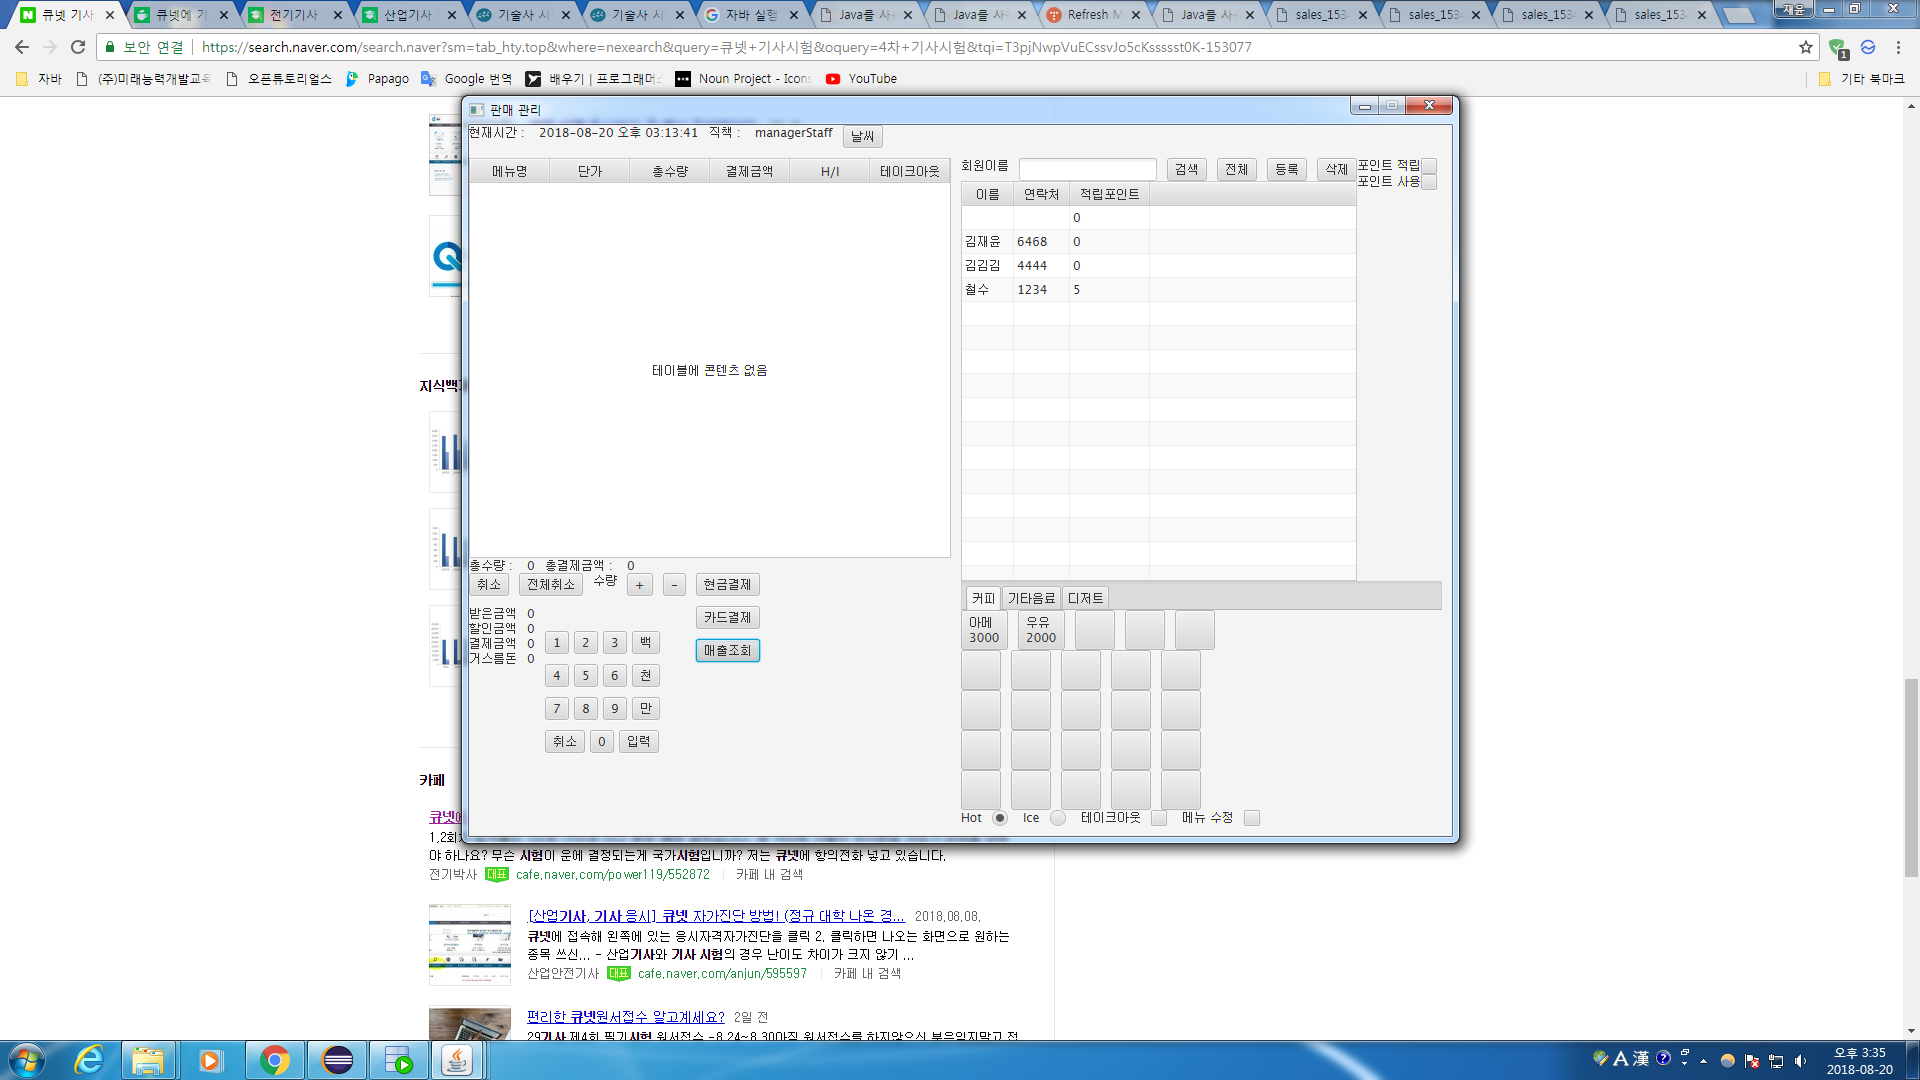 큐넷 기사
큐넷에 기
전기기사
산업기사
기술사 시
기술사 시
자바 실행
Java를 사
Java를 사
Refresh M
Java를 사
sales_153
sales_153
sales_153
sales_153
재윤
보안 연결
https://search.naver.com/search.naver?sm=tab_hty.top&where=nexearch&query=큐넷+기사시험&oquery=4차+기사시험&tqi=T3pjNwpVuECssvJo5cKssssst0K-153077
1
자바
(주)미래능력개발교육
오픈튜토리얼스
Papago
Google 번역
배우기 | 프로그래머스
Noun Project - Icons
YouTube
기타 북마크
판매 관리
현재시간 : 2018-08-20 오후 03:13:41 직책 : managerStaff 날씨
메뉴명 단가 총수량 결제금액 H/I 테이크아웃
테이블에 콘텐츠 없음
총수량 : 0 총결제금액 : 0
취소 전체취소 수량 + - 현금결제
카드결제
매출조회
받은금액 0
할인금액 0
결제금액 0
거스름돈 0
1 2 3 백
4 5 6 천
7 8 9 만
취소 0 입력
회원이름 검색 전체 등록 삭제
포인트 적립
포인트 사용
이름 연락처 적립포인트
0
김재윤 6468 0
김김김 4444 0
철수 1234 5
커피 기타음료 디저트
아메 3000
우유 2000
Hot Ice 테이크아웃 메뉴 수정
지식백
카페
큐넷에
1,2회
야 하나요? 무슨 시험이 운에 결정되는게 국가시험입니까? 저는 큐넷에 항의전화 넣고 있습니다.
전기박사 대표 cafe.naver.com/power119/552872 카페 내 검색
[산업기사, 기사 응시] 큐넷 자가진단 방법! (정규 대학 나온 경... 2018.08.08.
큐넷에 접속해 왼쪽에 있는 응시자격자가진단을 클릭 2. 클릭하면 나오는 화면으로 원하는
종목 쓰신... - 산업기사와 기사 시험의 경우 난이도 차이가 크지 않기 ...
산업안전기사 대표 cafe.naver.com/anjun/595597 카페 내 검색
편리한 큐넷원서접수 알고계세요? 2일 전
29기사 제4회 필기시험 원서접수 -8.24~8.30아직 원서접수를 하지않으신 분은잊지말고 접
A 漢
오후 3:35
2018-08-20